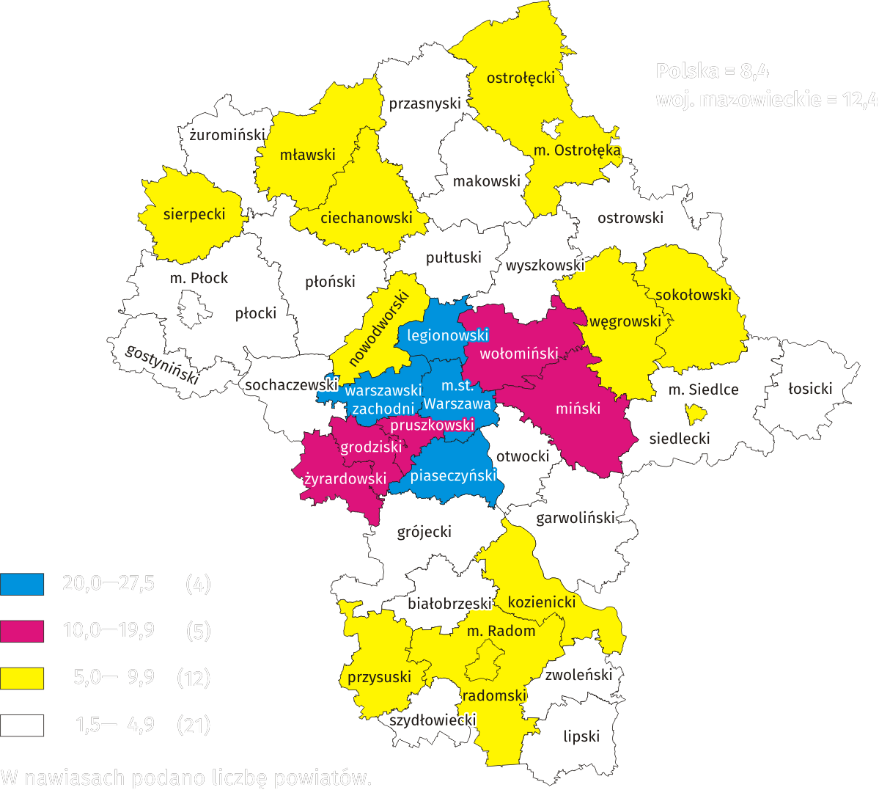 ostrołęcki
Polska = 8,4
przasnyski
woj. mazowieckie = 12,4
żuromiński
mławski
m. Ostrołęka
makowski
sierpecki
ciechanowski
ostrowski
pułtuski
wyszkowski
m. Płock
płoński
sokołowski
płocki
nowodworski
węgrowski
legionowski
gostyniński
wołomiński
sochaczewski
warszawski
zachodni
m.st.
Warszawa
m. Siedlce
łosicki
miński
pruszkowski
siedlecki
grodziski
otwocki
żyrardowski
piaseczyński
garwoliński
grójecki
20,0—27,5 (4)
białobrzeski
kozienicki
10,0—19,9 (5)
m. Radom
5,0— 9,9 (12)
przysuski
zwoleński
radomski
1,5— 4,9 (21)
szydłowiecki
lipski
W nawiasach podano liczbę powiatów.